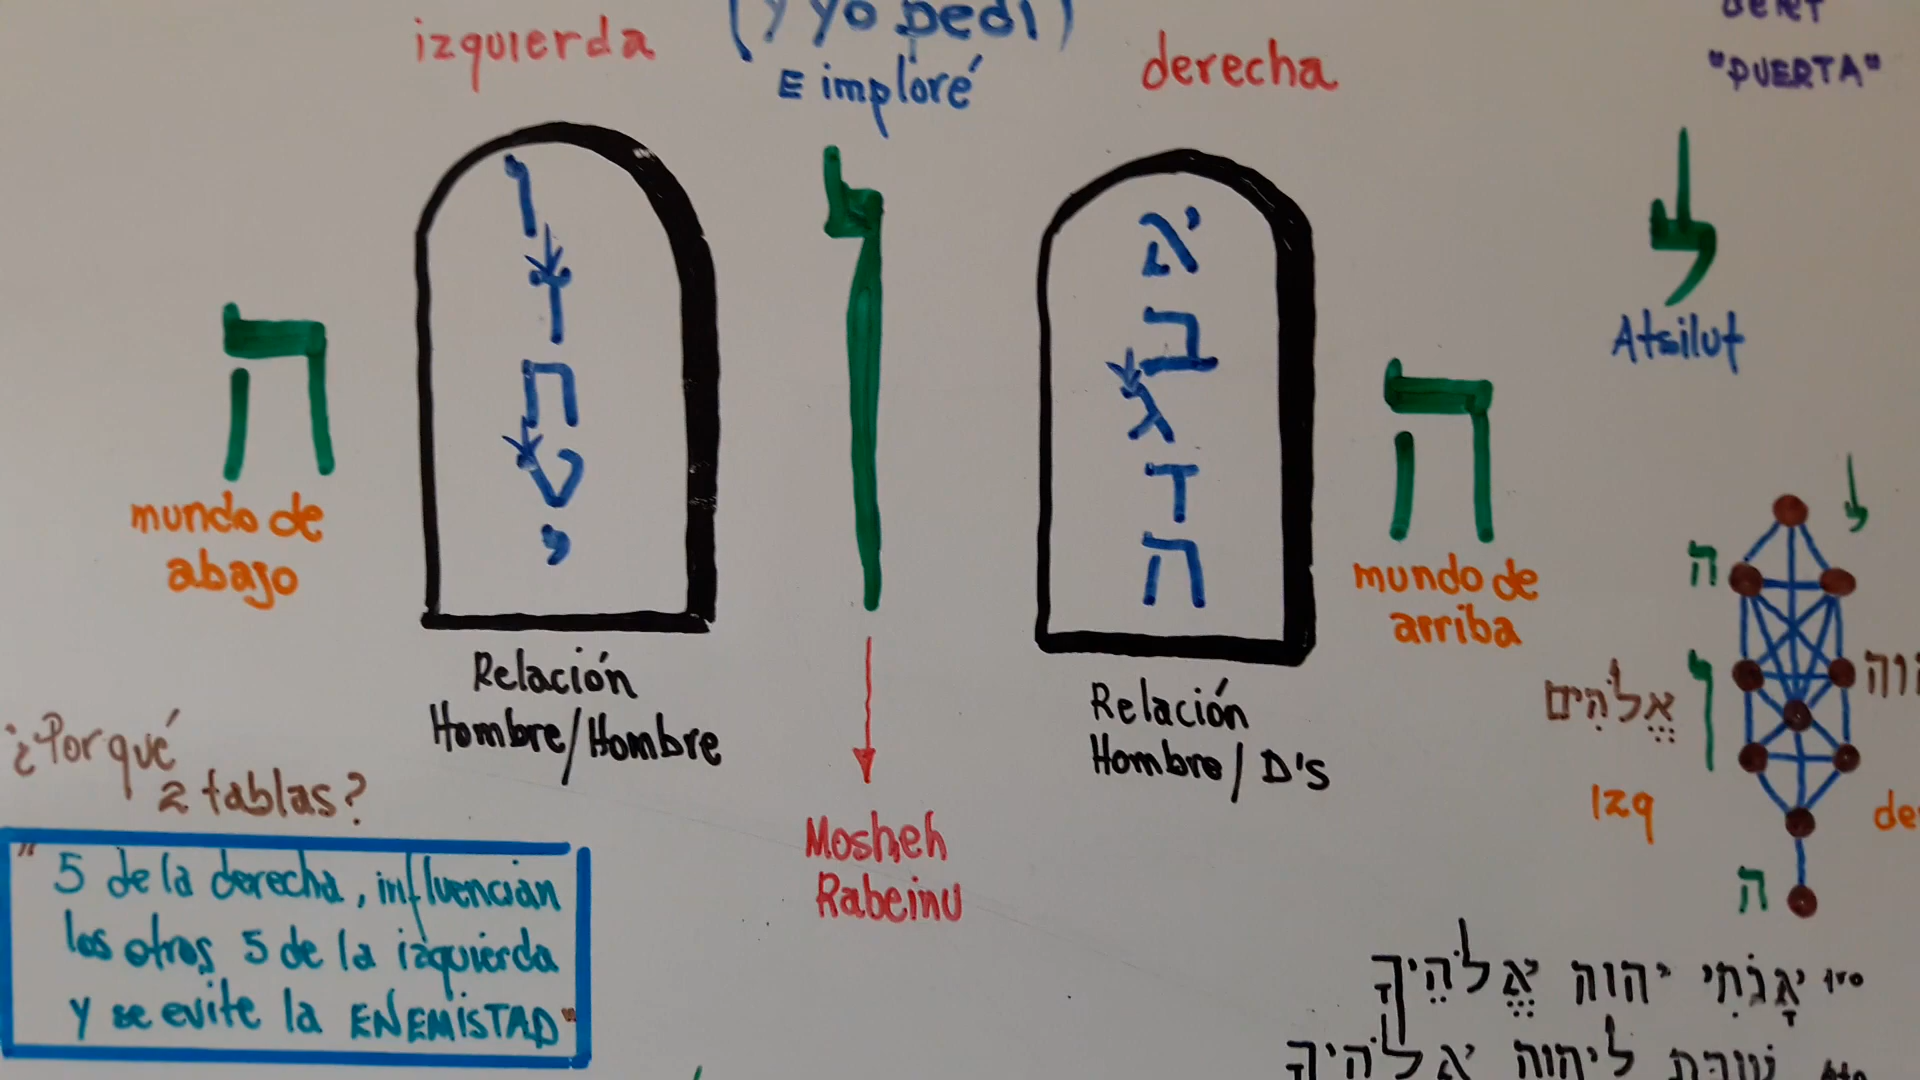 izquierda
(y yo pedí)
E imploré
derecha
"PUERTA"
ו
ז
ח
ט
י
א
ב
ג
ד
ה
ה
ו
ה
י
Atsilut
mundo de
abajo
mundo de
arriba
Relación
Hombre/Hombre
Relación
Hombre/D's
¿Porqué
2 tablas?
Mosheh
Rabeinu
" 5 de la derecha, influencian
los otros 5 de la izquierda
y se evite la ENEMISTAD"
י
ה
אֱלֹהִים
ו
Izq
ה
1ro אָנֹכִי יהוה אֱלֹהֶיךָ